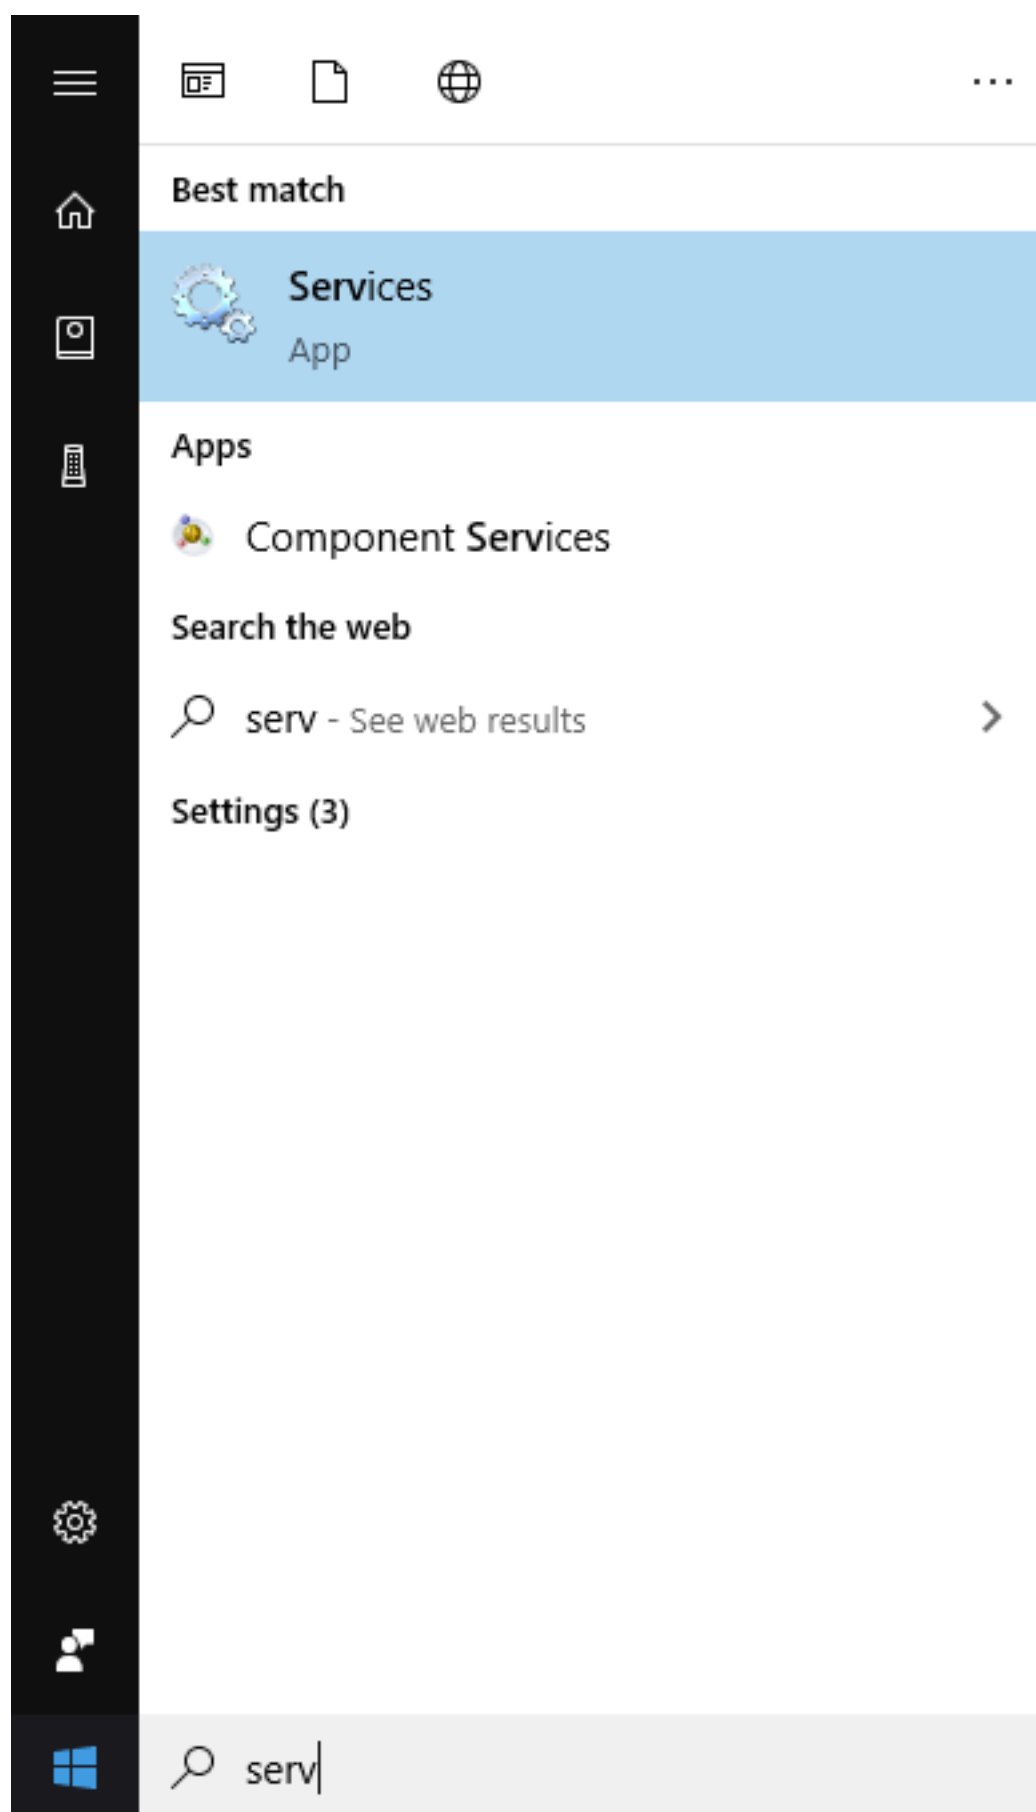 Best match
Services
App
Apps
Component Services
Search the web
serv - See web results
Settings (3)
serv